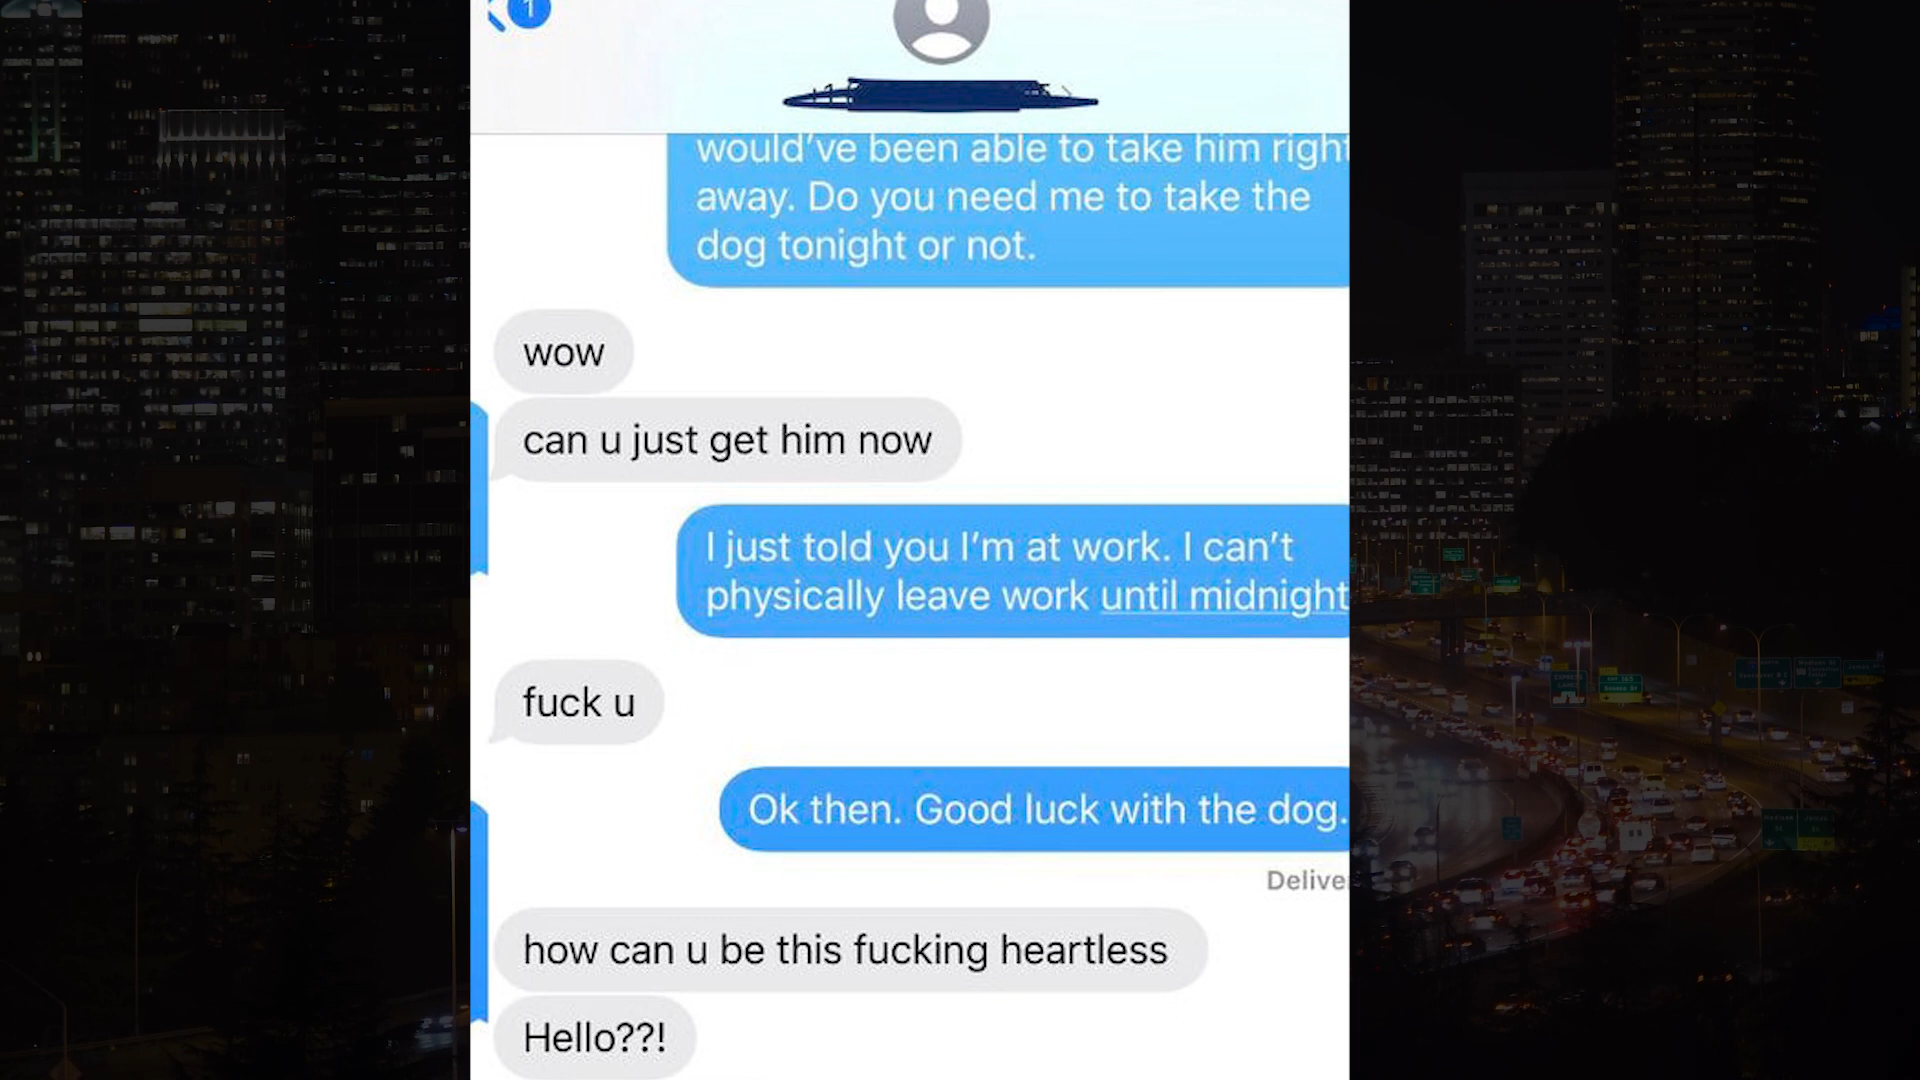 1
would’ve been able to take him right
away. Do you need me to take the
dog tonight or not.
wow
can u just get him now
I just told you I’m at work. I can’t
physically leave work until midnight
fuck u
Ok then. Good luck with the dog.
Deliver
how can u be this fucking heartless
Hello??!